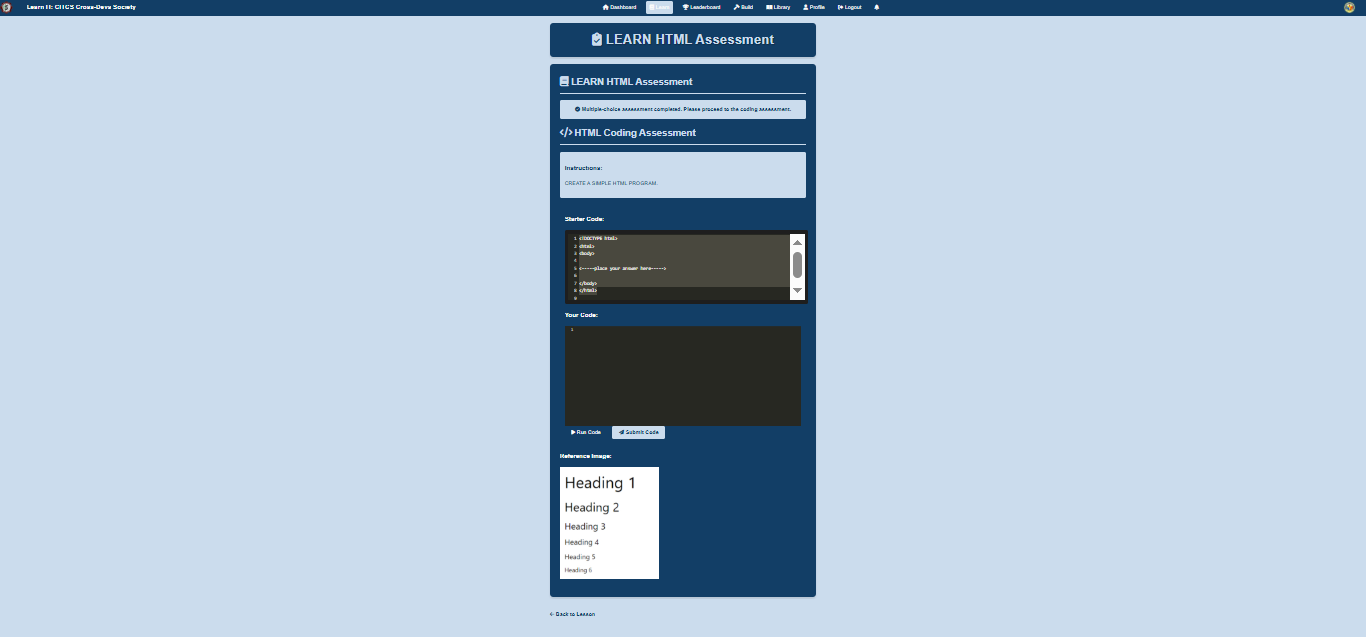 Learn IT: CITCS Cross-Devs Society
Dashboard
Learn
Leaderboard
Build
Library
Profile
Logout
LEARN HTML Assessment
LEARN HTML Assessment
Multiple-choice assessment completed. Please proceed to the coding assessment.
</> HTML Coding Assessment
Instructions:
CREATE A SIMPLE HTML PROGRAM.
Starter Code:
1 <!DOCTYPE html>
2 <html>
3 <body>
4
5 <-----place your answer here----->
6
7 </body>
8 </html>
9
Your Code:
1
Run Code
Submit Code
Reference Image:
Heading 1
Heading 2
Heading 3
Heading 4
Heading 5
Heading 6
← Back to Lesson